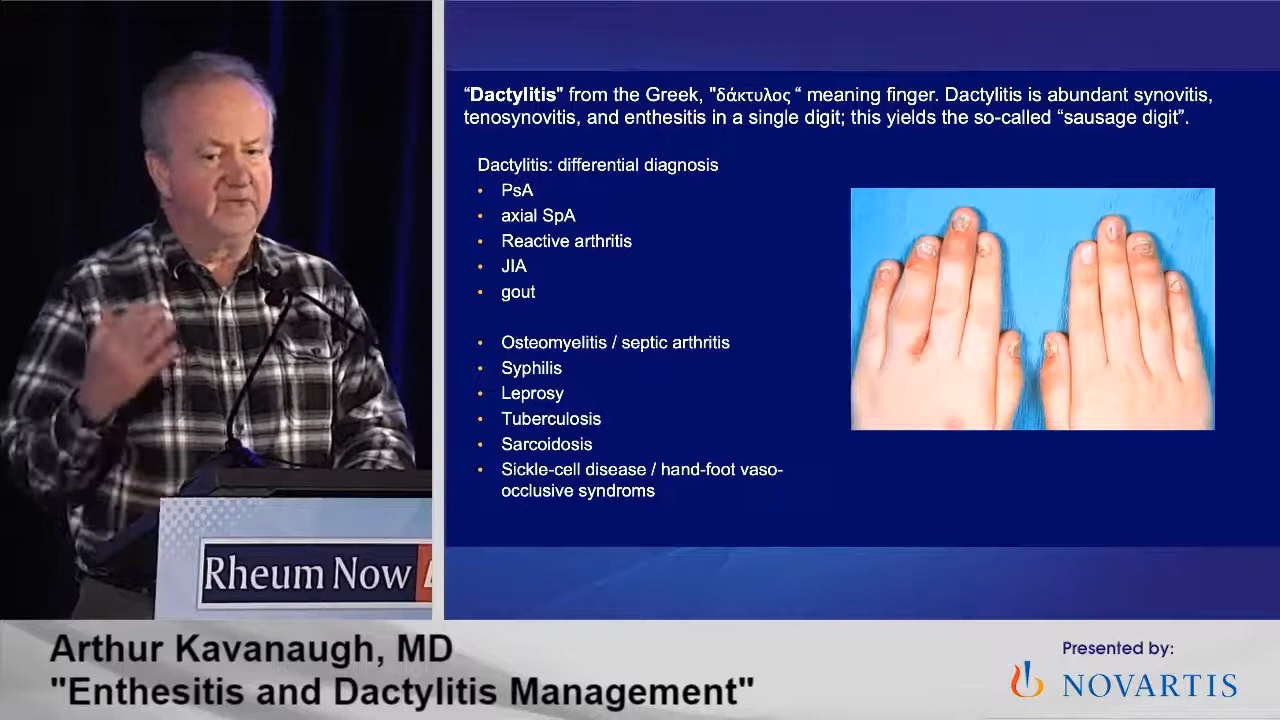 “Dactylitis" from the Greek, "δάκτυλος “ meaning finger. Dactylitis is abundant synovitis,
tenosynovitis, and enthesitis in a single digit; this yields the so-called “sausage digit”.
Dactylitis: differential diagnosis
• PsA
• axial SpA
• Reactive arthritis
• JIA
• gout
• Osteomyelitis / septic arthritis
• Syphilis
• Leprosy
• Tuberculosis
• Sarcoidosis
• Sickle-cell disease / hand-foot vaso-
occlusive syndroms
Rheum Now
Arthur Kavanaugh, MD
"Enthesitis and Dactylitis Management"
Presented by:
NOVARTIS